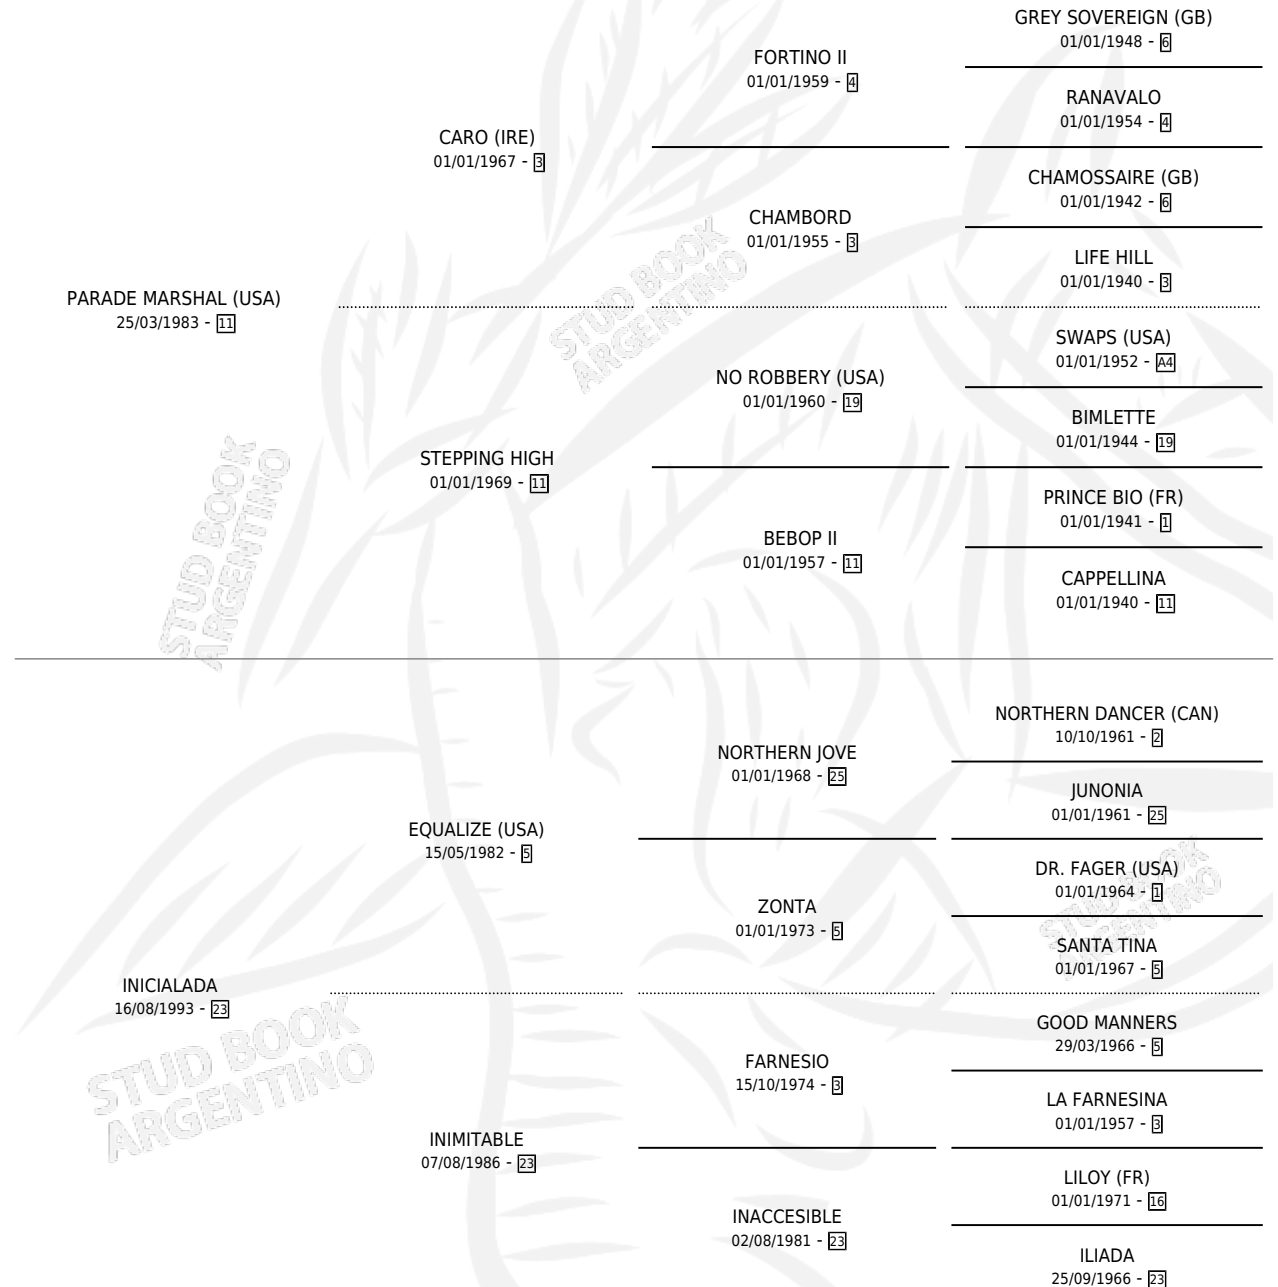 GREY SOVEREIGN (GB)
01/01/1948 - 6
FORTINO II
01/01/1959 - 4
RANAVALO
01/01/1954 - 4
CARO (IRE)
01/01/1967 - 3
CHAMOSSAIRE (GB)
01/01/1942 - 6
CHAMBORD
01/01/1955 - 3
LIFE HILL
01/01/1940 - 3
PARADE MARSHAL (USA)
25/03/1983 - 11
SWAPS (USA)
01/01/1952 - A4
NO ROBBERY (USA)
01/01/1960 - 19
BIMLETTE
01/01/1944 - 19
STEPPING HIGH
01/01/1969 - 11
PRINCE BIO (FR)
01/01/1941 - 1
BEBOP II
01/01/1957 - 11
CAPPELLINA
01/01/1940 - 11
NORTHERN DANCER (CAN)
10/10/1961 - 2
NORTHERN JOVE
01/01/1968 - 25
JUNONIA
01/01/1961 - 25
EQUALIZE (USA)
15/05/1982 - 5
DR. FAGER (USA)
01/01/1964 - 1
ZONTA
01/01/1973 - 5
SANTA TINA
01/01/1967 - 5
INICIALADA
16/08/1993 - 23
GOOD MANNERS
29/03/1966 - 5
FARNESIO
15/10/1974 - 3
LA FARNESINA
01/01/1957 - 3
INIMITABLE
07/08/1986 - 23
LILOY (FR)
01/01/1971 - 16
INACCESIBLE
02/08/1981 - 23
ILIADA
25/09/1966 - 23
STUD BOOK
ARGENTINO
STUD BOOK
ARGENTINO
STUD BOOK
ARGENTINO
STUD BOOK
ARGENTINO